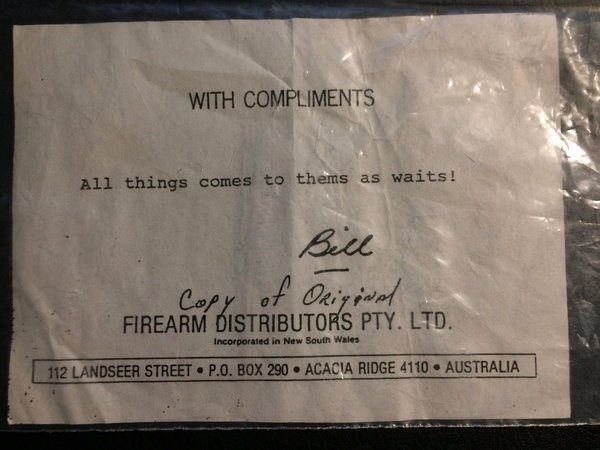 WITH COMPLIMENTS
All things comes to thems as waits!
Bill
Copy of Original
FIREARM DISTRIBUTORS PTY. LTD.
Incorporated in New South Wales
112 LANDSEER STREET • P.O. BOX 290 • ACACIA RIDGE 4110 • AUSTRALIA